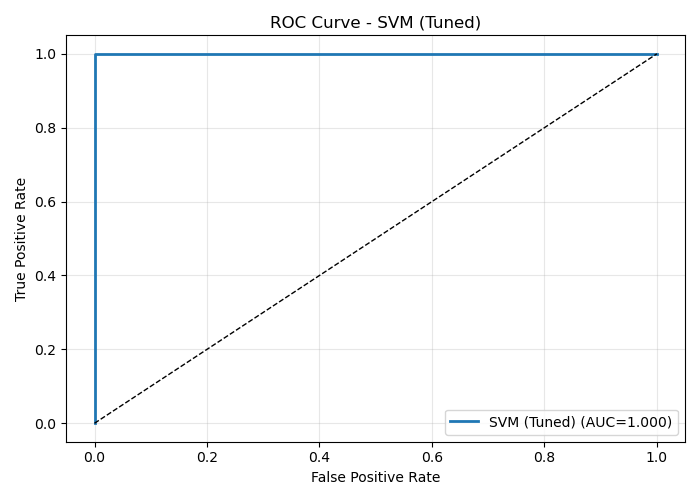 ROC Curve - SVM (Tuned)
True Positive Rate
1.0
0.8
0.6
0.4
0.2
0.0
0.0 0.2 0.4 0.6 0.8 1.0
False Positive Rate
SVM (Tuned) (AUC=1.000)